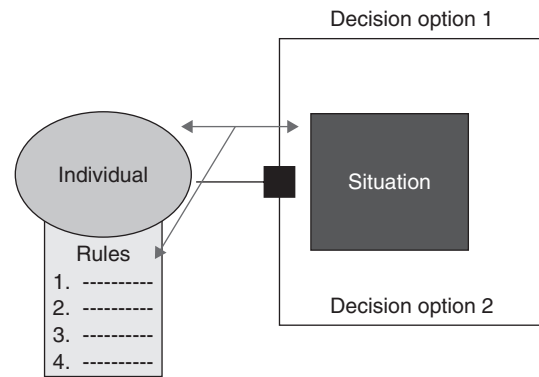 Decision option 1
Individual
Situation
Rules
1. ----------
2. ----------
3. ----------
4. ----------
Decision option 2